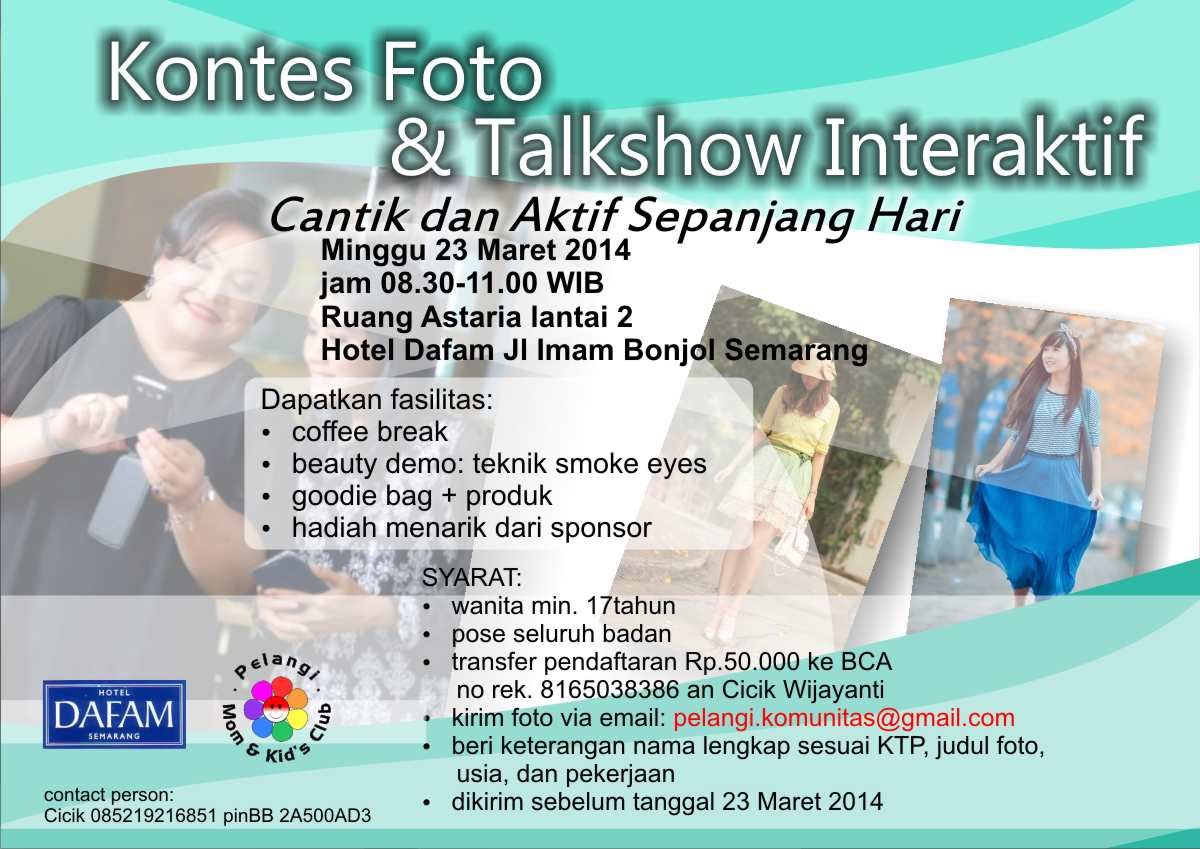 Kontes Foto
& Talkshow Interaktif
Cantik dan Aktif Sepanjang Hari
Minggu 23 Maret 2014
jam 08.30-11.00 WIB
Ruang Astaria lantai 2
Hotel Dafam Jl Imam Bonjol Semarang
Dapatkan fasilitas:
• coffee break
• beauty demo: teknik smoke eyes
• goodie bag + produk
• hadiah menarik dari sponsor
SYARAT:
• wanita min. 17tahun
• pose seluruh badan
• transfer pendaftaran Rp.50.000 ke BCA
no rek. 8165038386 an Cicik Wijayanti
• kirim foto via email: pelangi.komunitas@gmail.com
• beri keterangan nama lengkap sesuai KTP, judul foto,
usia, dan pekerjaan
• dikirim sebelum tanggal 23 Maret 2014
HOTEL
DAFAM
SEMARANG
• Pelangi •
Mom & Kid's Club
contact person:
Cicik 085219216851 pinBB 2A500AD3